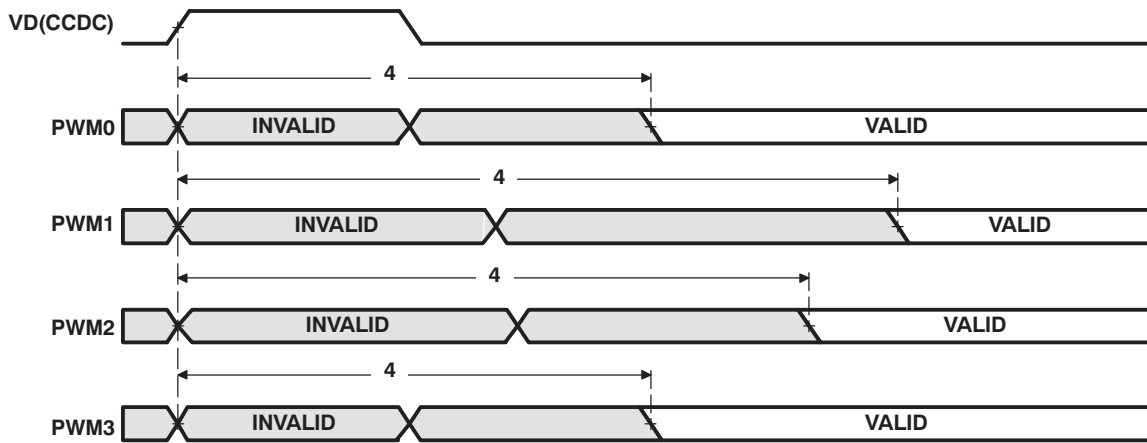 VD(CCDC)
4
PWM0 INVALID VALID
4
PWM1 INVALID VALID
4
PWM2 INVALID VALID
4
PWM3 INVALID VALID